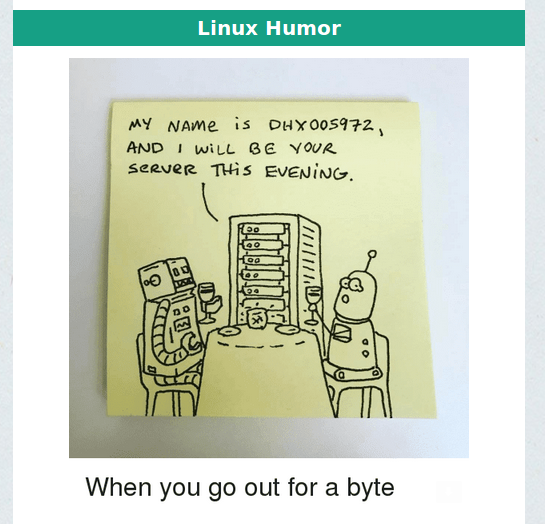 Linux Humor
MY NAMe iS DHX005972,
AND I WiLL BE YOUR
SeRVeR THiS EVENiNG.
When you go out for a byte